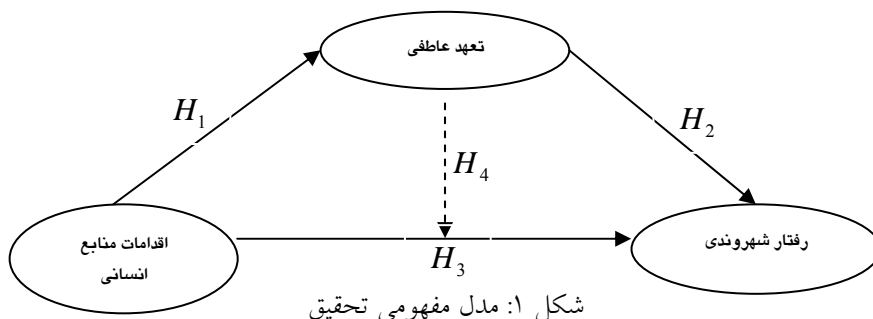 تعهد عاطفی
H₁
H₂
H₄
اقدامات منابع
انسانی
رفتار شهروندی
H₃
شکل ۱: مدل مفهومی تحقیق